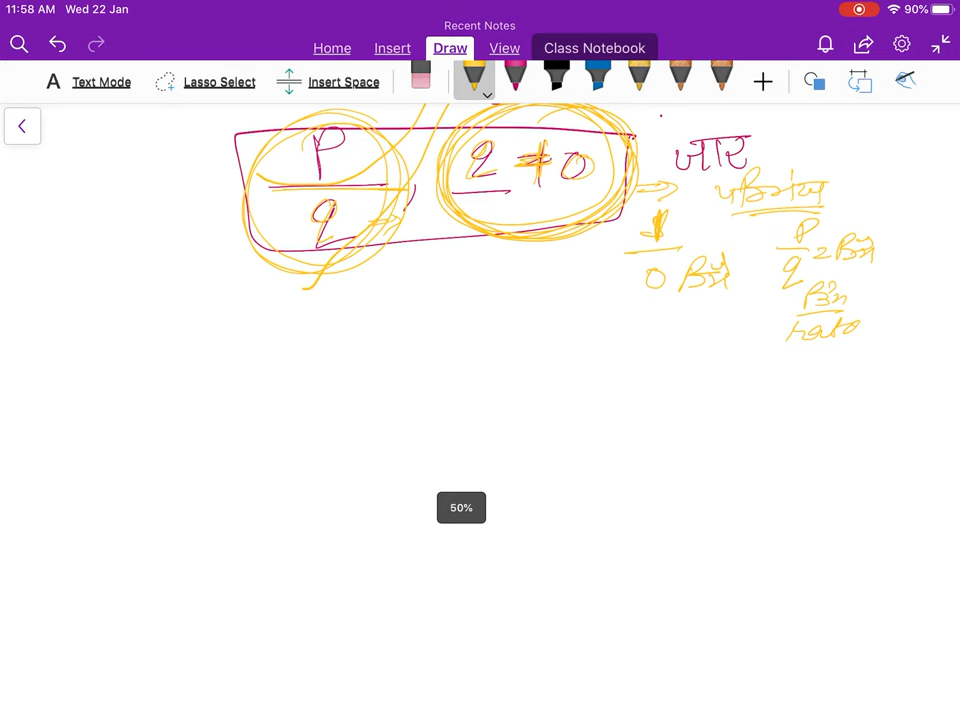 11:58 AM Wed 22 Jan
90%
Recent Notes
Home Insert Draw View Class Notebook
Text Mode Lasso Select Insert Space
P
q , q ≠ 0
जार
P
q =
0
50%